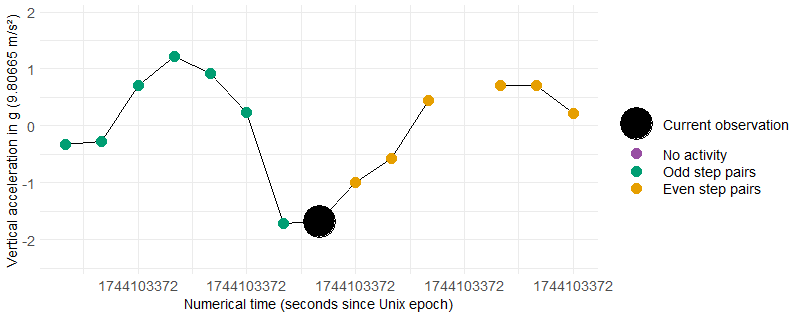 Vertical acceleration in g (9.80665 m/s²)
2
1
0
-1
-2
1744103372 1744103372 1744103372 1744103372 1744103372
Numerical time (seconds since Unix epoch)
Current observation
No activity
Odd step pairs
Even step pairs